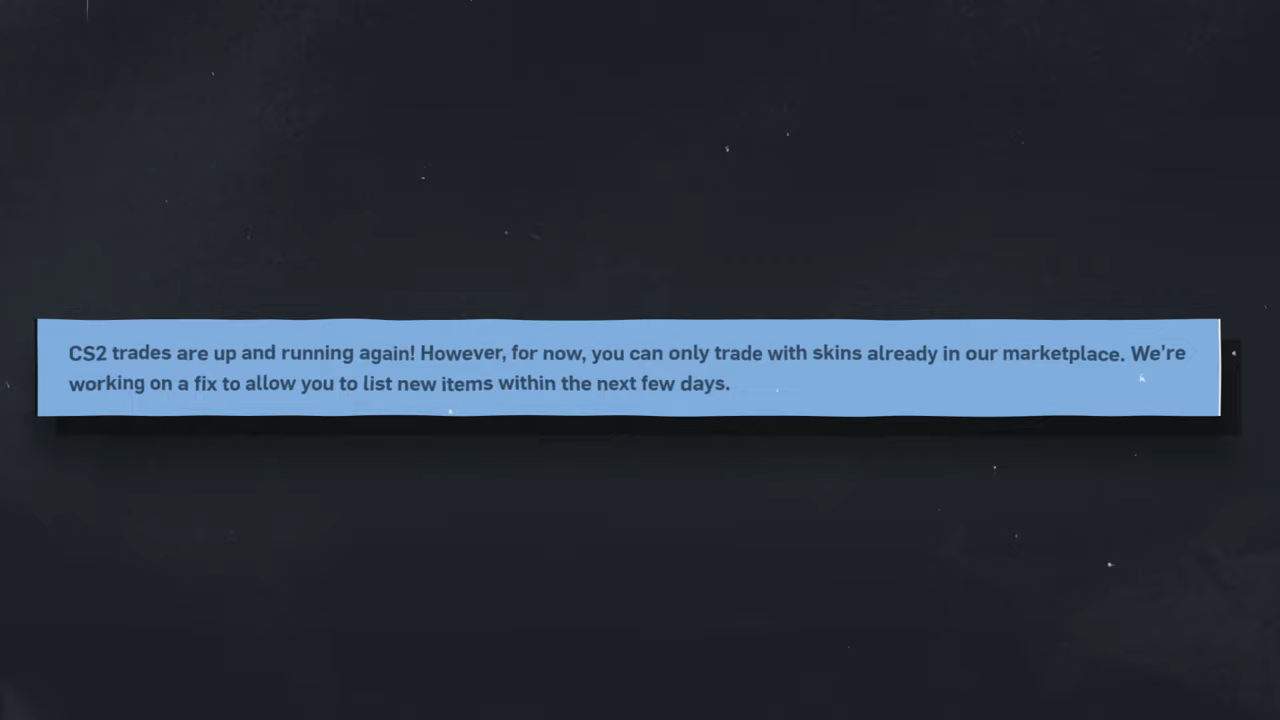 CS2 trades are up and running again! However, for now, you can only trade with skins already in our marketplace. We're
working on a fix to allow you to list new items within the next few days.